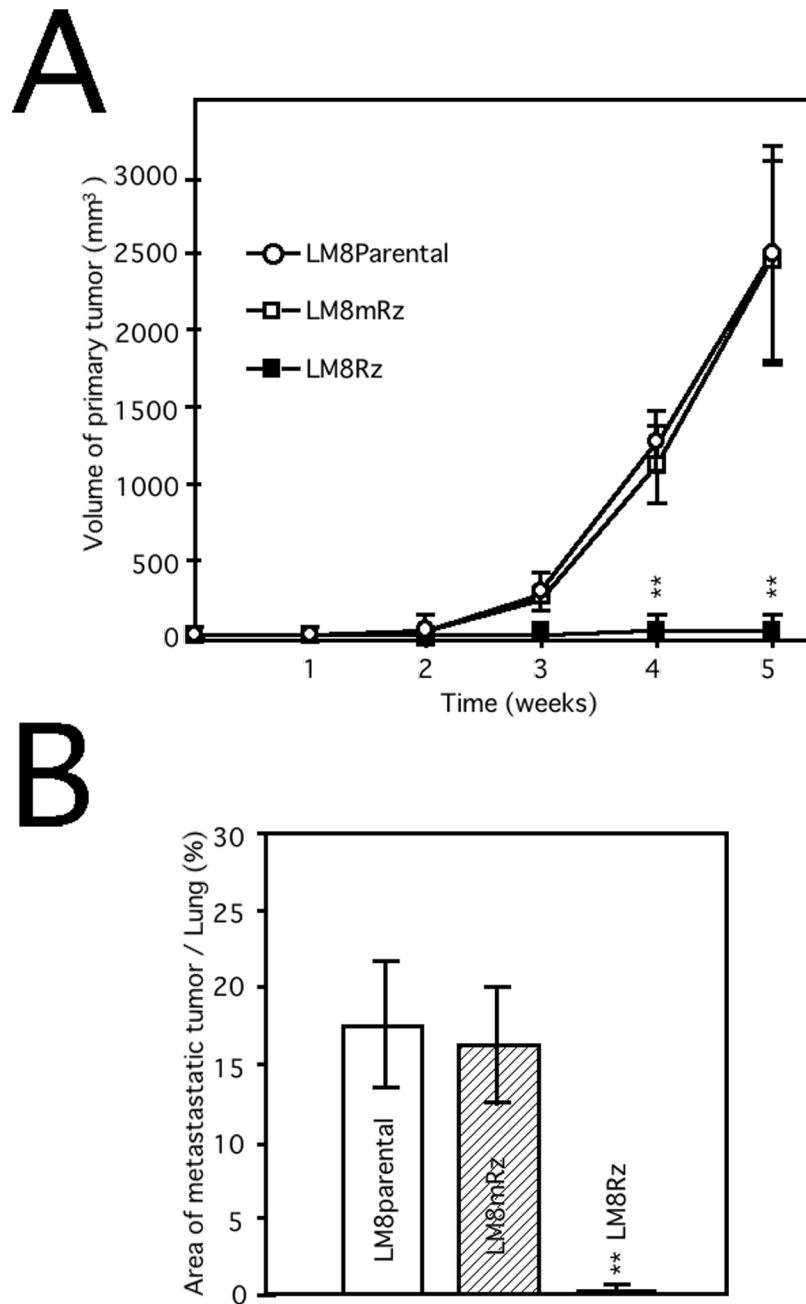 A
Volume of primary tumor (mm³ )
3000
2500
2000
1500
1000
500
0
LM8Parental
LM8mRz
LM8Rz
** **
1 2 3 4 5
Time (weeks)
B
Area of metastastatic tumor / Lung (%)
30
25
20
15
10
5
0
LM8parental
LM8mRz
** LM8Rz